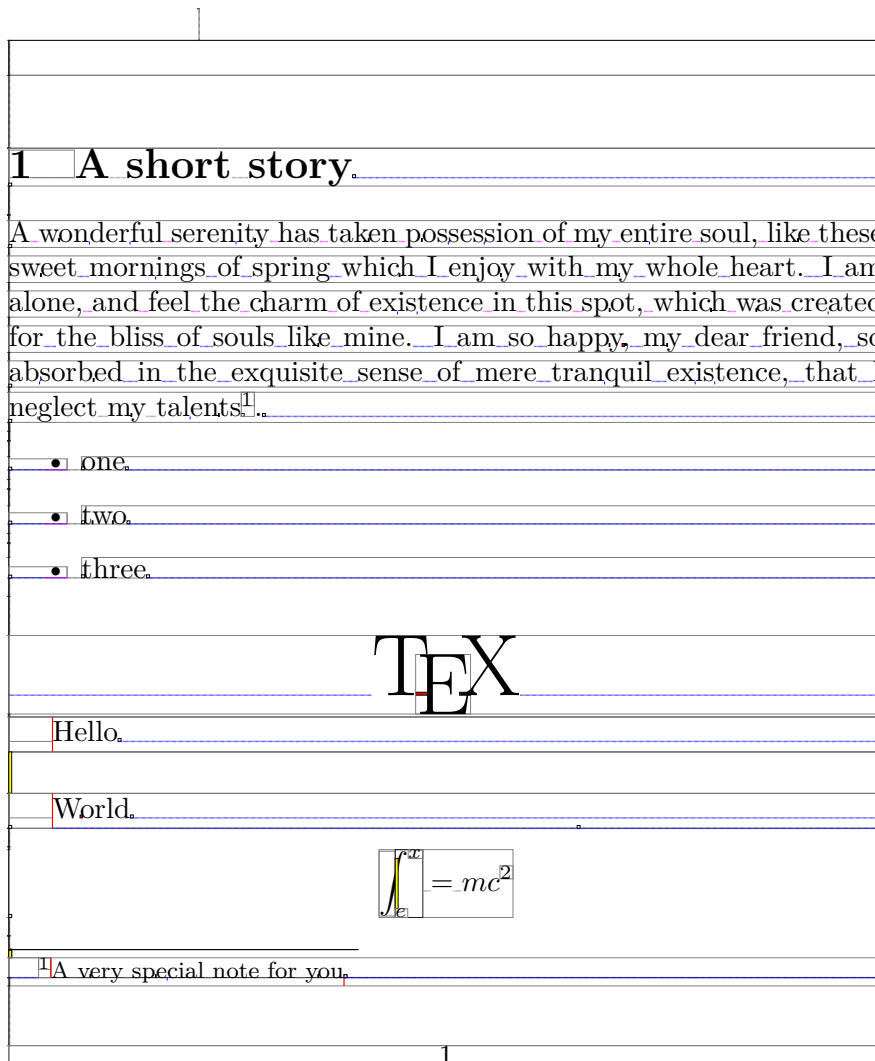 1 A short story
A wonderful serenity has taken possession of my entire soul, like these
sweet mornings of spring which I enjoy with my whole heart. I am
alone, and feel the charm of existence in this spot, which was created
for the bliss of souls like mine. I am so happy, my dear friend, so
absorbed in the exquisite sense of mere tranquil existence, that I
neglect my talents¹.
• one
• two
• three
TEX
Hello
World
∫ₑˣ = mc²
¹A very special note for you
1